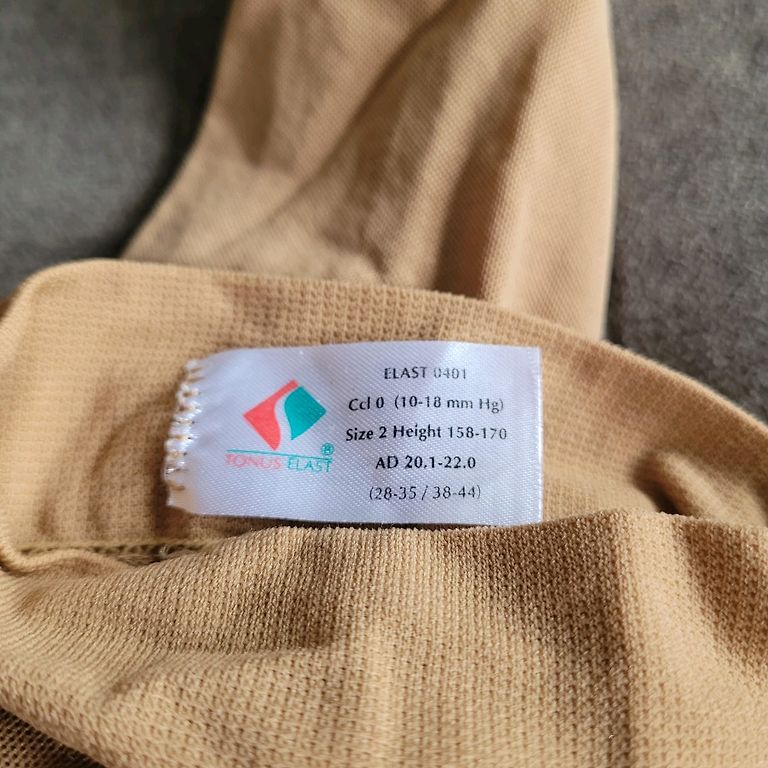 ELAST 0401
Ccl 0 (10-18 mm Hg)
Size 2 Height 158-170
AD 20.1-22.0
(28-35 / 38-44)
®
TONUS ELAST